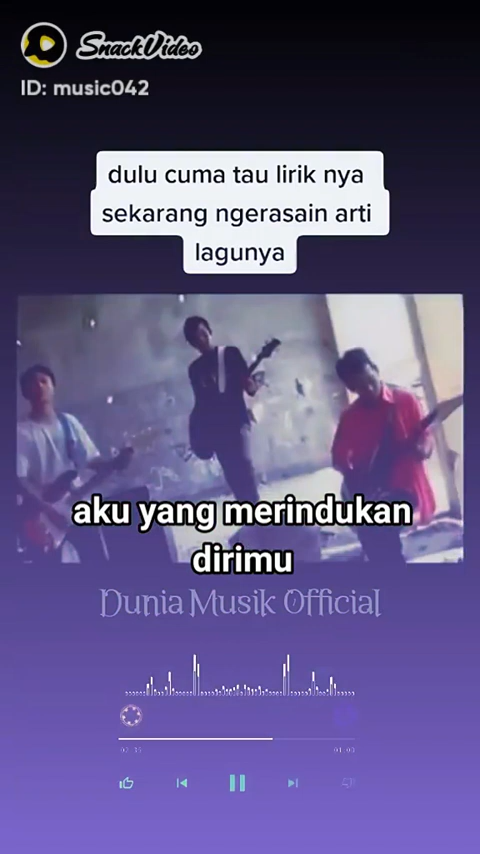 SnackVideo
ID: music042
dulu cuma tau lirik nya
sekarang ngerasain arti
lagunya
aku yang merindukan
dirimu
Dunia Musik Official